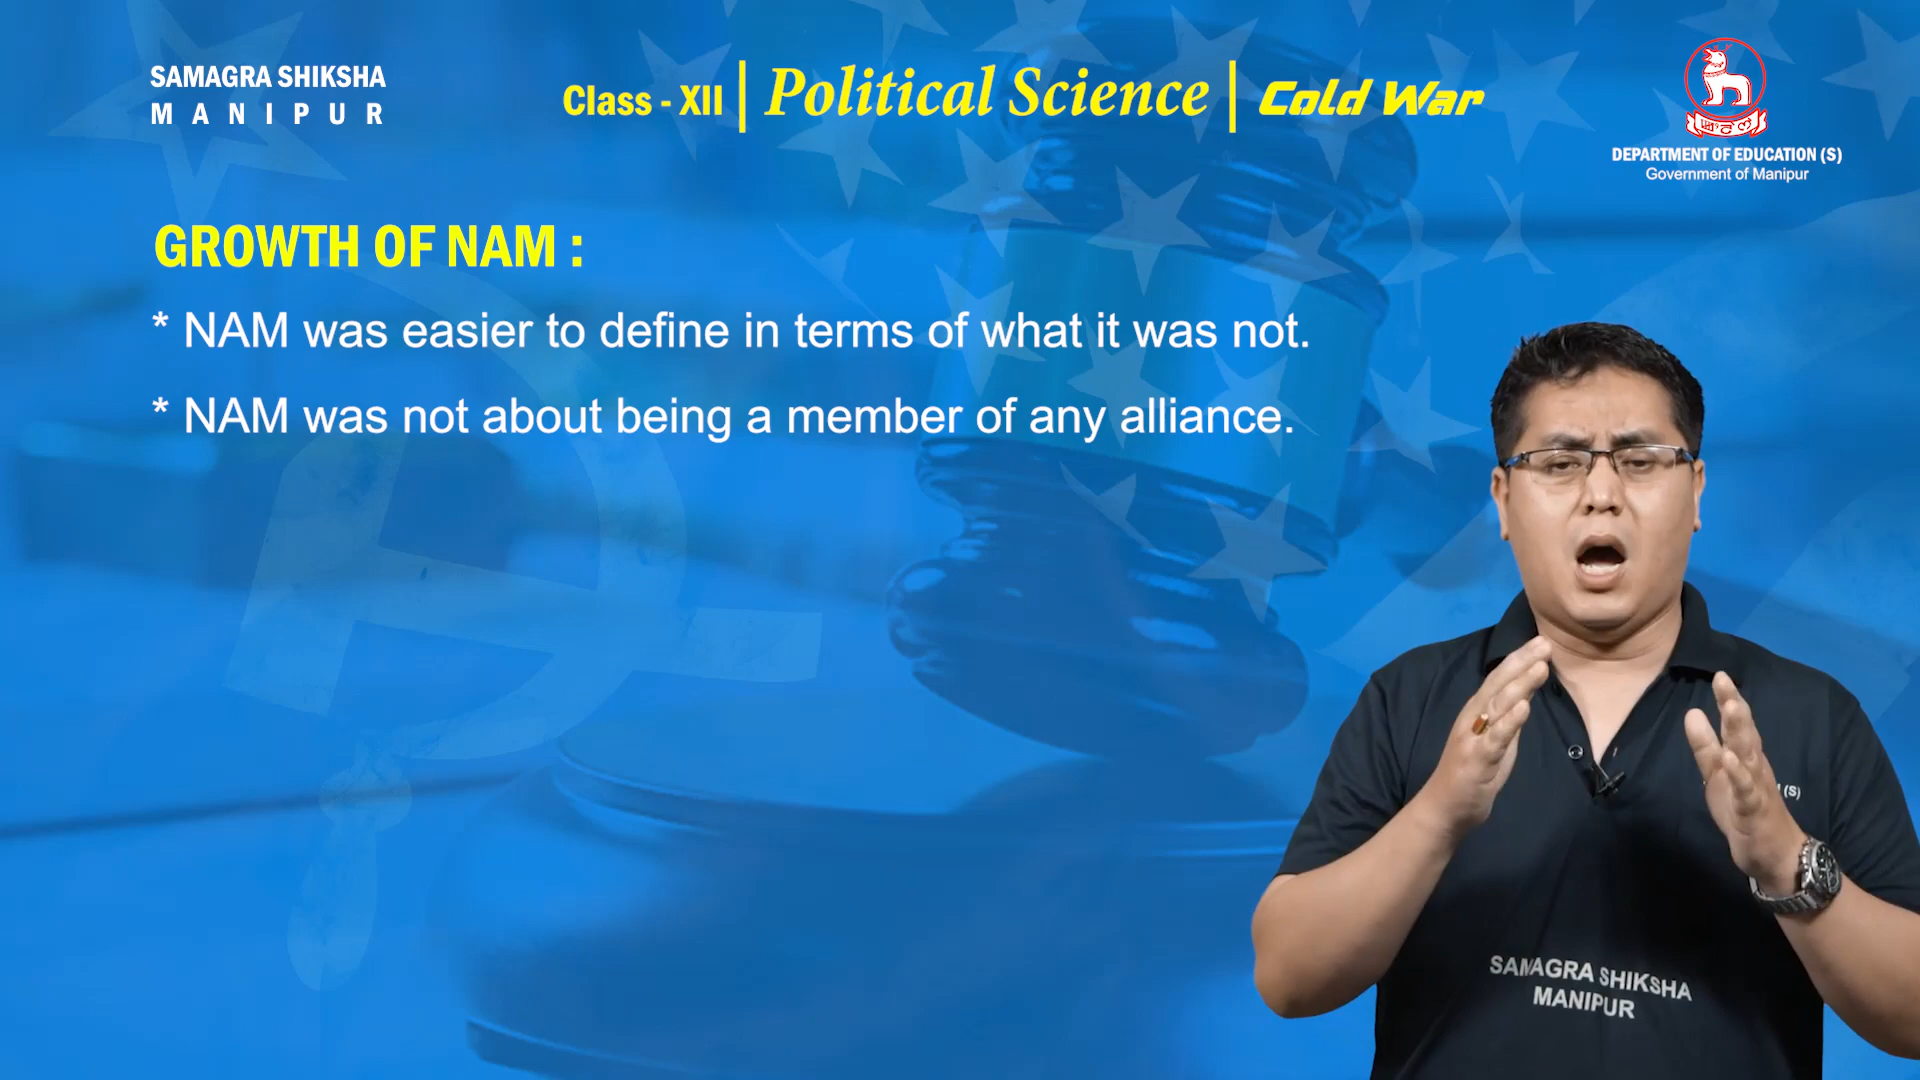 SAMAGRA SHIKSHA
MANIPUR
Class - XII | Political Science | Cold War
DEPARTMENT OF EDUCATION (S)
Government of Manipur
GROWTH OF NAM :
* NAM was easier to define in terms of what it was not.
* NAM was not about being a member of any alliance.
(S)
SAMAGRA SHIKSHA
MANIPUR